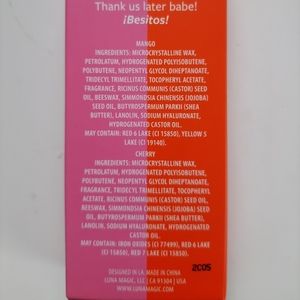 Thank us later babe!
¡Besitos!
MANGO
INGREDIENTS: MICROCRYSTALLINE WAX,
PETROLATUM, HYDROGENATED POLYISOBUTENE,
POLYBUTENE, NEOPENTYL GLYCOL DIHEPTANOATE,
TRIDECYL TRIMELLITATE, TOCOPHERYL ACETATE,
FRAGRANCE, RICINUS COMMUNIS (CASTOR) SEED
OIL, BEESWAX, SIMMONDSIA CHINENSIS (JOJOBA)
SEED OIL, BUTYROSPERMUM PARKII (SHEA
BUTTER), LANOLIN, SODIUM HYALURONATE,
HYDROGENATED CASTOR OIL.
MAY CONTAIN: RED 6 LAKE (CI 15850), YELLOW 5
LAKE (CI 19140).
CHERRY
INGREDIENTS: MICROCRYSTALLINE WAX,
PETROLATUM, HYDROGENATED POLYISOBUTENE,
POLYBUTENE, NEOPENTYL GLYCOL DIHEPTANOATE,
FRAGRANCE, TRIDECYL TRIMELLITATE, TOCOPHERYL
ACETATE, RICINUS COMMUNIS (CASTOR) SEED OIL,
BEESWAX, SIMMONDSIA CHINENSIS (JOJOBA) SEED
OIL, BUTYROSPERMUM PARKII (SHEA BUTTER),
LANOLIN, SODIUM HYALURONATE, HYDROGENATED
CASTOR OIL.
MAY CONTAIN: IRON OXIDES (CI 77499), RED 6 LAKE
(CI 15850), RED 7 LAKE (CI 15850).
2C05
DESIGNED IN LA. MADE IN CHINA
LUNA MAGIC, LLC | CA 91304 | USA
WWW.LUNAMAGIC.COM